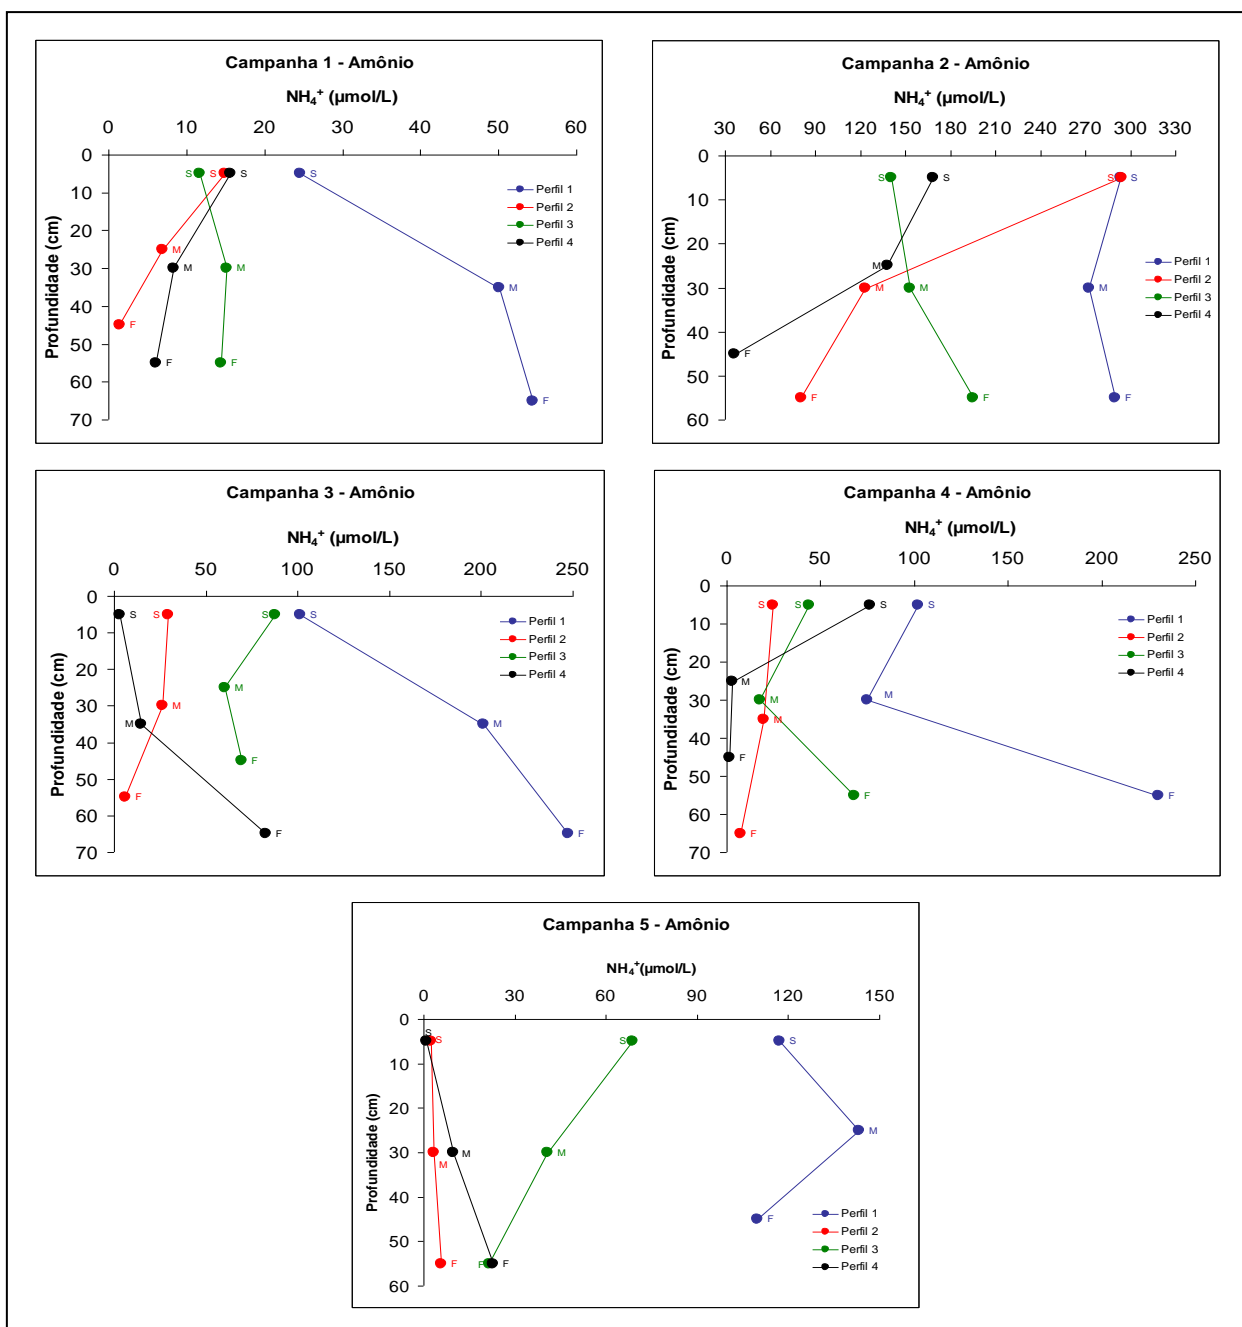 Campanha 1 - Amônio
NH₄⁺ (µmol/L)
0 10 20 30 40 50 60
Profundidade (cm)
0
10
20
30
40
50
60
70
S S S S
M M M M
F F F F
Perfil 1
Perfil 2
Perfil 3
Perfil 4
Campanha 2 - Amônio
NH₄⁺ (µmol/L)
30 60 90 120 150 180 210 240 270 300 330
Profundidade (cm)
0
10
20
30
40
50
60
S S S S
M M M M
F F F F
Perfil 1
Perfil 2
Perfil 3
Perfil 4
Campanha 3 - Amônio
NH₄⁺ (µmol/L)
0 50 100 150 200 250
Profundidade (cm)
0
10
20
30
40
50
60
70
S S S S
M M M M
F F F F
Perfil 1
Perfil 2
Perfil 3
Perfil 4
Campanha 4 - Amônio
NH₄⁺ (µmol/L)
0 50 100 150 200 250
Profundidade (cm)
0
10
20
30
40
50
60
70
S S S S
M M M M
F F F F
Perfil 1
Perfil 2
Perfil 3
Perfil 4
Campanha 5 - Amônio
NH₄⁺(µmol/L)
0 30 60 90 120 150
Profundidade (cm)
0
10
20
30
40
50
60
S S S S
M M M M
F F F F
Perfil 1
Perfil 2
Perfil 3
Perfil 4